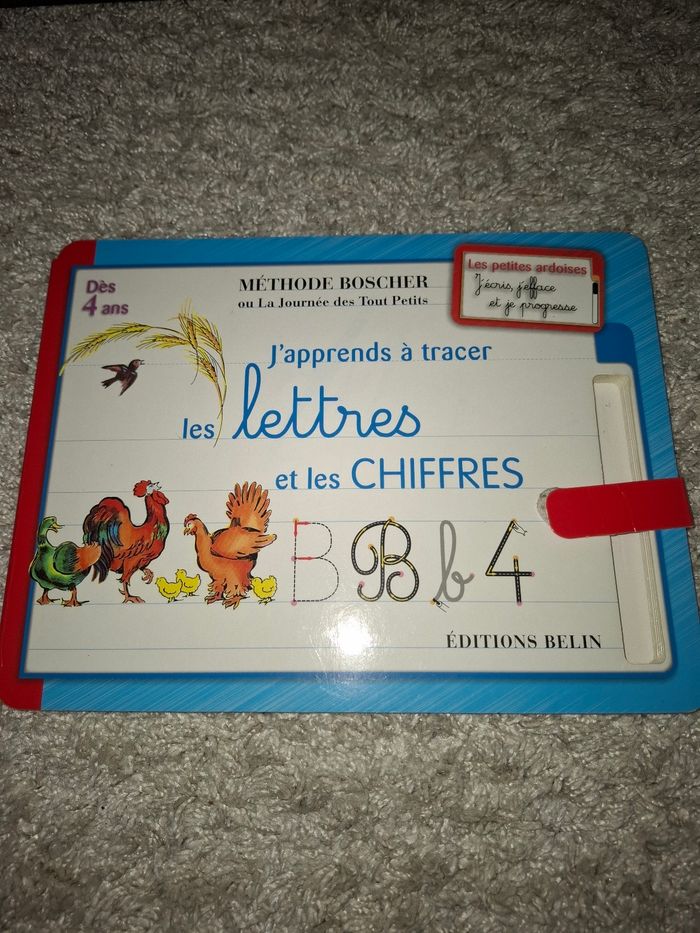 Dès
4 ans
MÉTHODE BOSCHER
ou La Journée des Tout Petits
Les petites ardoises
J'écris, j'efface
et je progresse
J'apprends à tracer
les lettres
et les CHIFFRES
B B b 4
ÉDITIONS BELIN